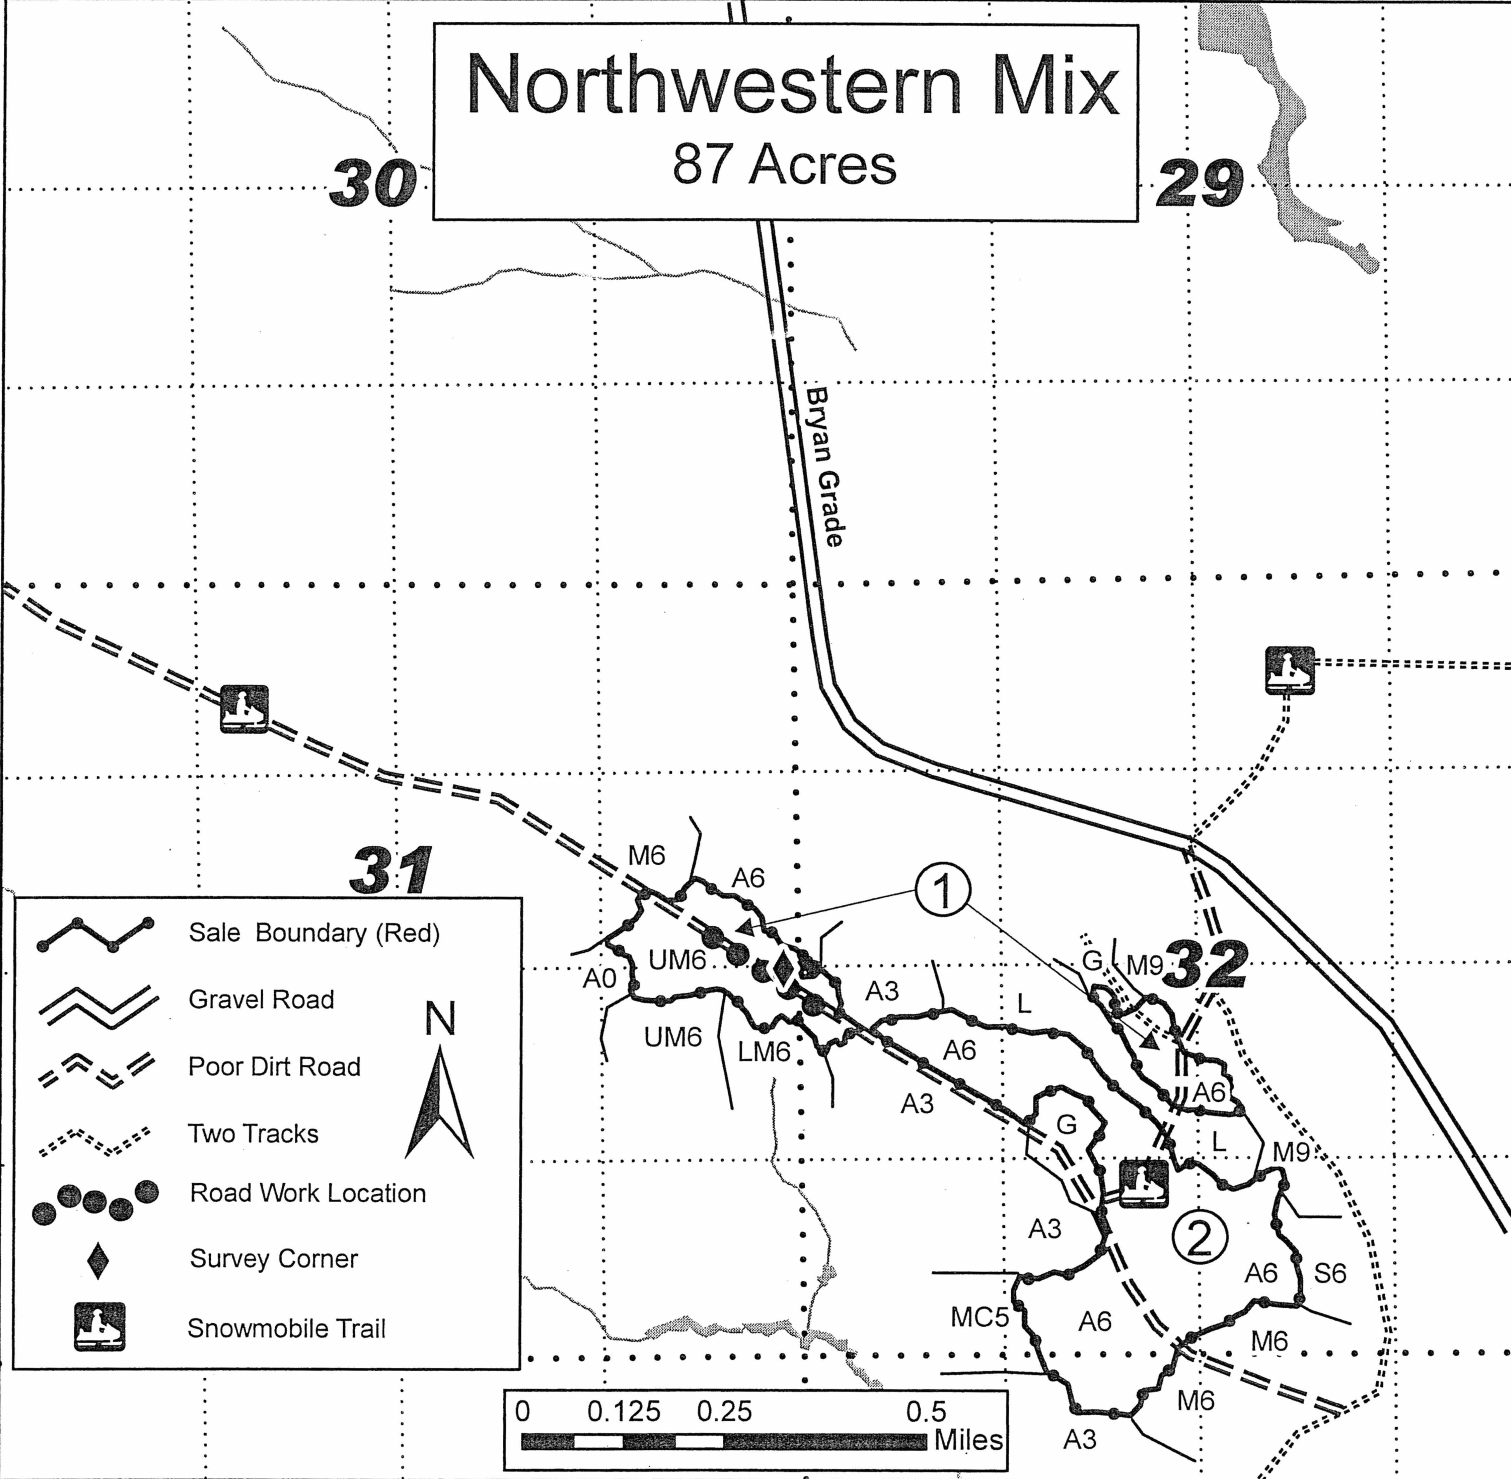 Northwestern Mix
87 Acres
30
29
Bryan Grade
31
32
M6
A6
1
A0
UM6
UM6
LM6
A3
L
G
M9
A6
A3
A6
G
L
M9
A3
2
A6
S6
MC5
A6
M6
M6
A3
Sale Boundary (Red)
Gravel Road
N
Poor Dirt Road
Two Tracks
Road Work Location
Survey Corner
Snowmobile Trail
0 0.125 0.25 0.5
Miles